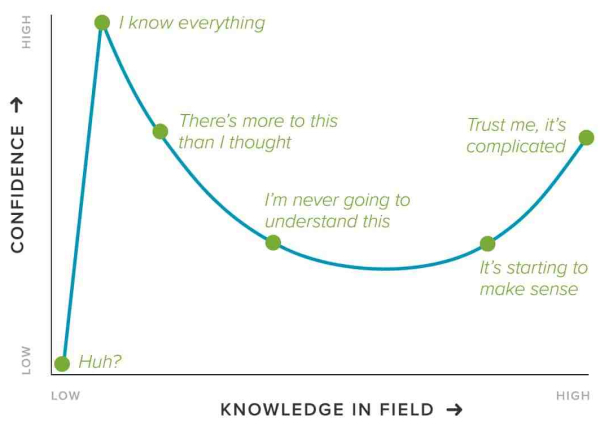 HIGH
I know everything
There's more to this
than I thought
Trust me, it's
complicated
CONFIDENCE →
I'm never going to
understand this
It's starting to
make sense
LOW
Huh?
LOW
HIGH
KNOWLEDGE IN FIELD →